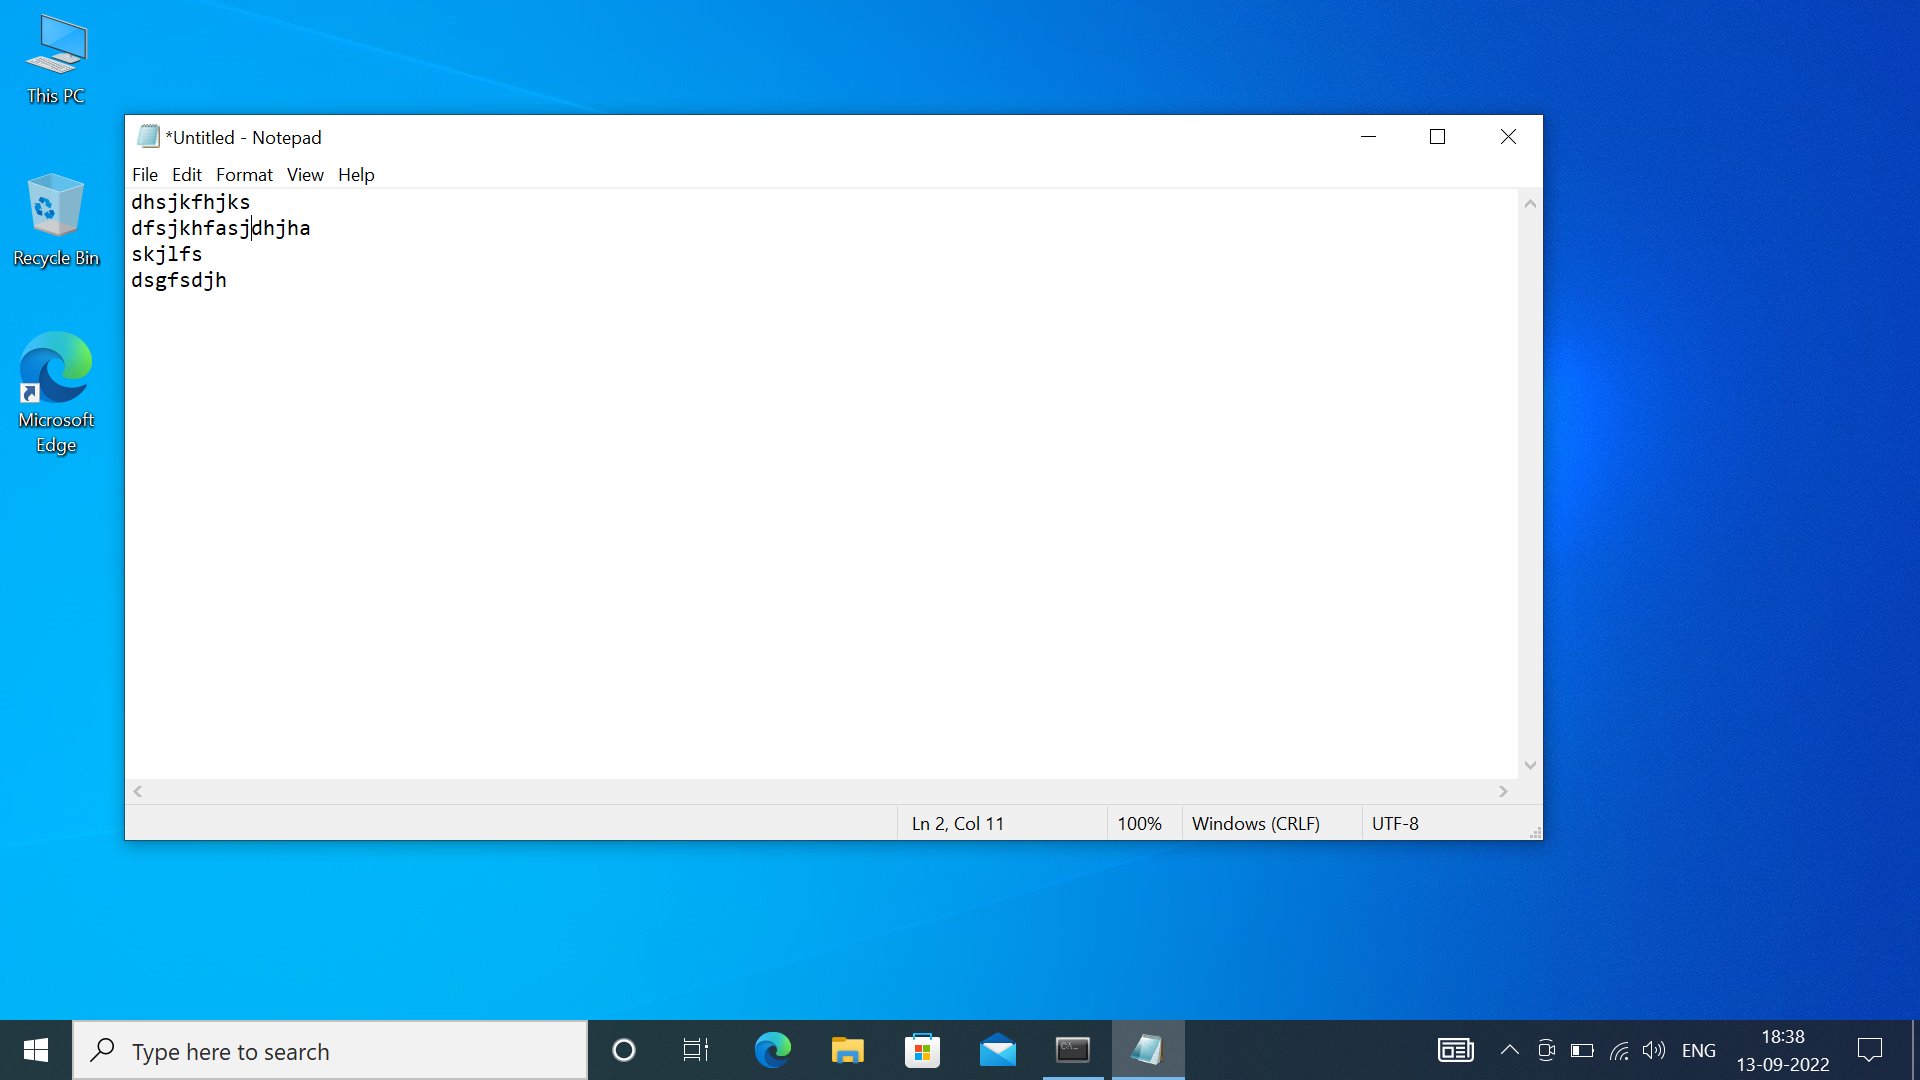 This PC
Recycle Bin
Microsoft
Edge
*Untitled - Notepad
File Edit Format View Help
dhsjkfhjks
dfsjkhfasjdhjha
skjlfs
dsgfsdjh
Ln 2, Col 11 100% Windows (CRLF) UTF-8
Type here to search
ENG
18:38
13-09-2022